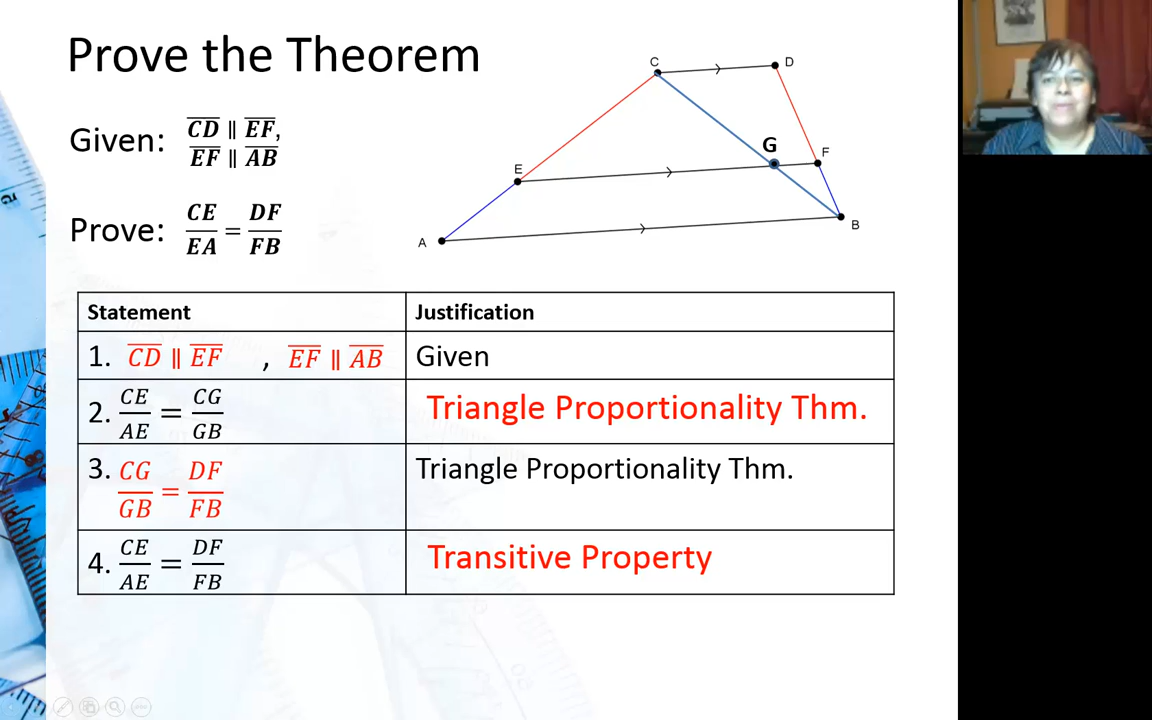 Prove the Theorem
Given: CD ∥ EF,
EF ∥ AB
Prove: CE/EA = DF/FB
C
D
G
F
E
B
A
Statement Justification
1. CD ∥ EF , EF ∥ AB Given
2. CE/AE = CG/GB Triangle Proportionality Thm.
3. CG/GB = DF/FB Triangle Proportionality Thm.
4. CE/AE = DF/FB Transitive Property